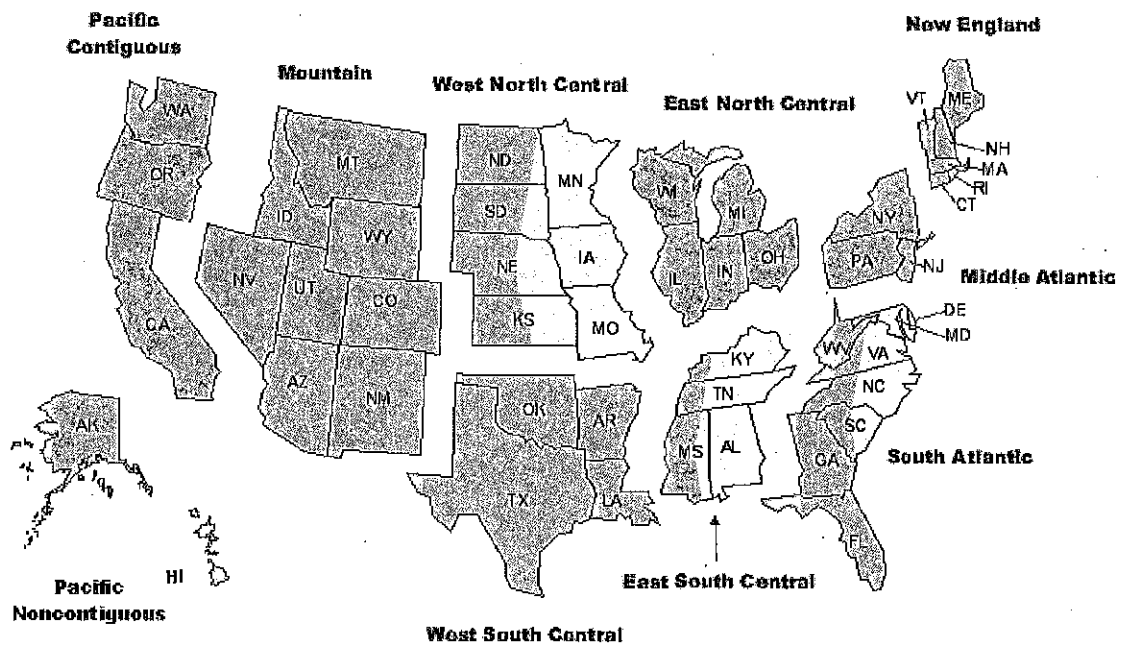 Pacific
Contiguous
Mountain
West North Central
East North Central
New England
WA
OR
CA
MT
ID
WY
NV
UT
CO
AZ
NM
ND
MN
SD
IA
NE
KS
MO
WI
MI
IL
IN
OH
VT
ME
NH
MA
RI
CT
NY
PA
NJ
Middle Atlantic
DE
MD
WV
VA
KY
TN
NC
SC
MS
AL
GA
FL
South Atlantic
OK
AR
TX
LA
East South Central
West South Central
AK
HI
Pacific
Noncontiguous